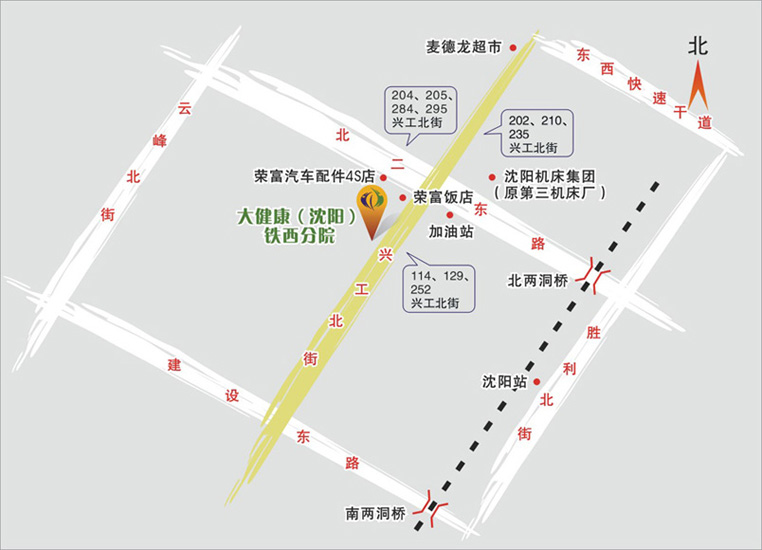 麦德龙超市
北
东西快速干道
204、205、
284、295
兴工北街
202、210、
235
兴工北街
云峰北街
北二东路
荣富汽车配件4S店
沈阳机床集团
（原第三机床厂）
荣富饭店
大健康（沈阳）
铁西分院
加油站
兴工北街
114、129、
252
兴工北街
北两洞桥
胜利北街
沈阳站
建设东路
南两洞桥